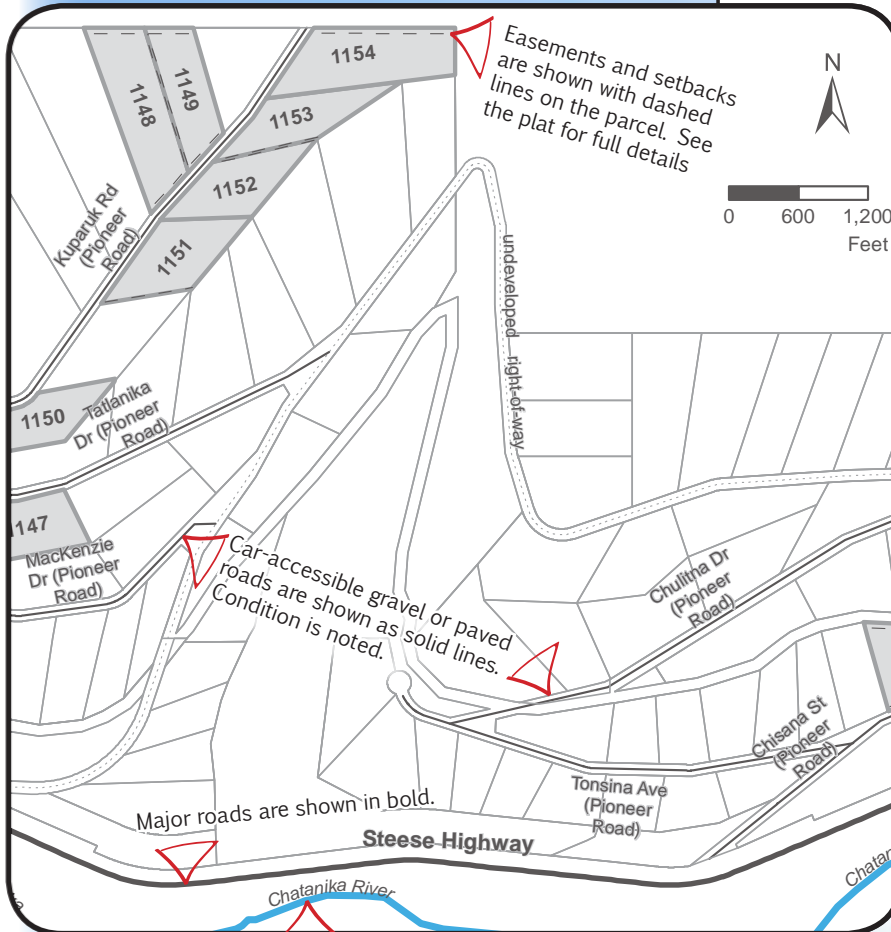 1154
1148
1149
1153
1152
1151
Easements and setbacks
are shown with dashed
lines on the parcel. See
the plat for full details
N
0 600 1,200
Feet
Kuparuk Rd
(Pioneer
Road)
undeveloped right-of-way
1150
Tatlanika
Dr (Pioneer
Road)
1147
MacKenzie
Dr (Pioneer
Road)
Car-accessible gravel or paved
roads are shown as solid lines.
Condition is noted.
Chulitna Dr
(Pioneer
Road)
Chisana St
(Pioneer
Road)
Tonsina Ave
(Pioneer
Road)
Major roads are shown in bold.
Steese Highway
Chatanika River
Chatan